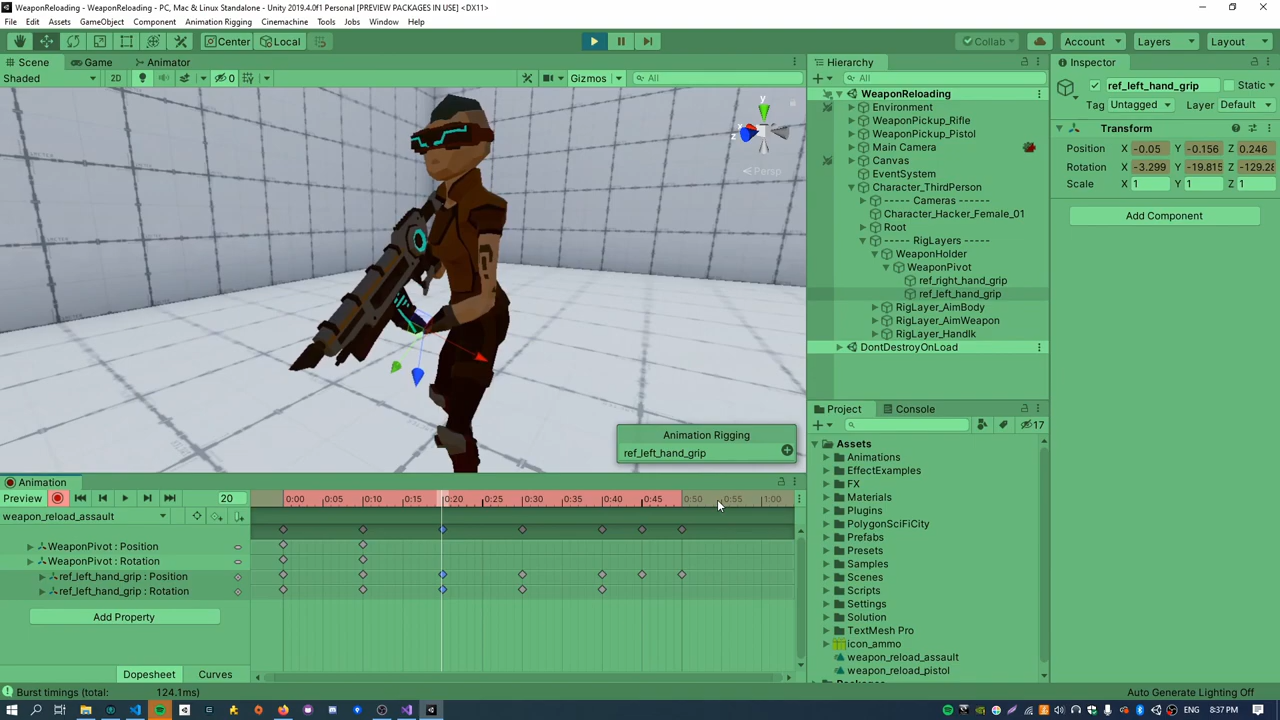 WeaponReloading - WeaponReloading - PC, Mac & Linux Standalone - Unity 2019.4.0f1 Personal [PREVIEW PACKAGES IN USE] <DX11>
File Edit Assets GameObject Component Animation Rigging Cinemachine Tools Jobs Window Help
Center Local Collab Account Layers Layout
Scene Game Animator
Shaded 2D 0 Gizmos All
y
z
Persp
Animation Rigging
ref_left_hand_grip
Hierarchy
All
WeaponReloading
Environment
WeaponPickup_Rifle
WeaponPickup_Pistol
Main Camera
Canvas
EventSystem
Character_ThirdPerson
----- Cameras ------
Character_Hacker_Female_01
Root
----- RigLayers -----
WeaponHolder
WeaponPivot
ref_right_hand_grip
ref_left_hand_grip
RigLayer_AimBody
RigLayer_AimWeapon
RigLayer_HandIk
DontDestroyOnLoad
Inspector
ref_left_hand_grip Static
Tag Untagged Layer Default
Transform
Position X -0.05 Y -0.156 Z 0.246
Rotation X -3.299 Y -19.815 Z -129.28
Scale X 1 Y 1 Z 1
Add Component
Project Console
17
Assets
Animations
EffectExamples
FX
Materials
Plugins
PolygonSciFiCity
Prefabs
Presets
Samples
Scenes
Scripts
Settings
Solution
TextMesh Pro
icon_ammo
weapon_reload_assault
weapon_reload_pistol
Animation
Preview 20 0:00 0:05 0:10 0:15 0:20 0:25 0:30 0:35 0:40 0:45 0:50 0:55 1:00
weapon_reload_assault
WeaponPivot : Position
WeaponPivot : Rotation
ref_left_hand_grip : Position
ref_left_hand_grip : Rotation
Add Property
Dopesheet Curves
Burst timings (total: 124.1ms)
Auto Generate Lighting Off
ENG 8:37 PM